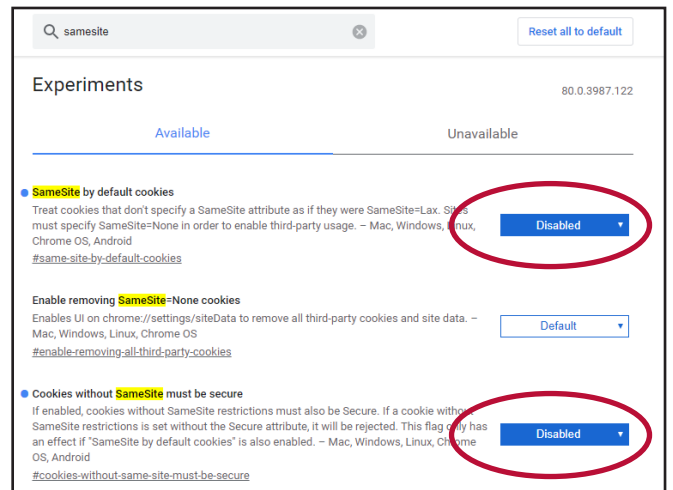 samesite
Reset all to default
Experiments
80.0.3987.122
Available
Unavailable
SameSite by default cookies
Treat cookies that don't specify a SameSite attribute as if they were SameSite=Lax. Sites
must specify SameSite=None in order to enable third-party usage. – Mac, Windows, Linux,
Chrome OS, Android
#same-site-by-default-cookies
Disabled
Enable removing SameSite=None cookies
Enables UI on chrome://settings/siteData to remove all third-party cookies and site data. –
Mac, Windows, Linux, Chrome OS
#enable-removing-all-third-party-cookies
Default
Cookies without SameSite must be secure
If enabled, cookies without SameSite restrictions must also be Secure. If a cookie without
SameSite restrictions is set without the Secure attribute, it will be rejected. This flag only has
an effect if "SameSite by default cookies" is also enabled. – Mac, Windows, Linux, Chrome
OS, Android
#cookies-without-same-site-must-be-secure
Disabled